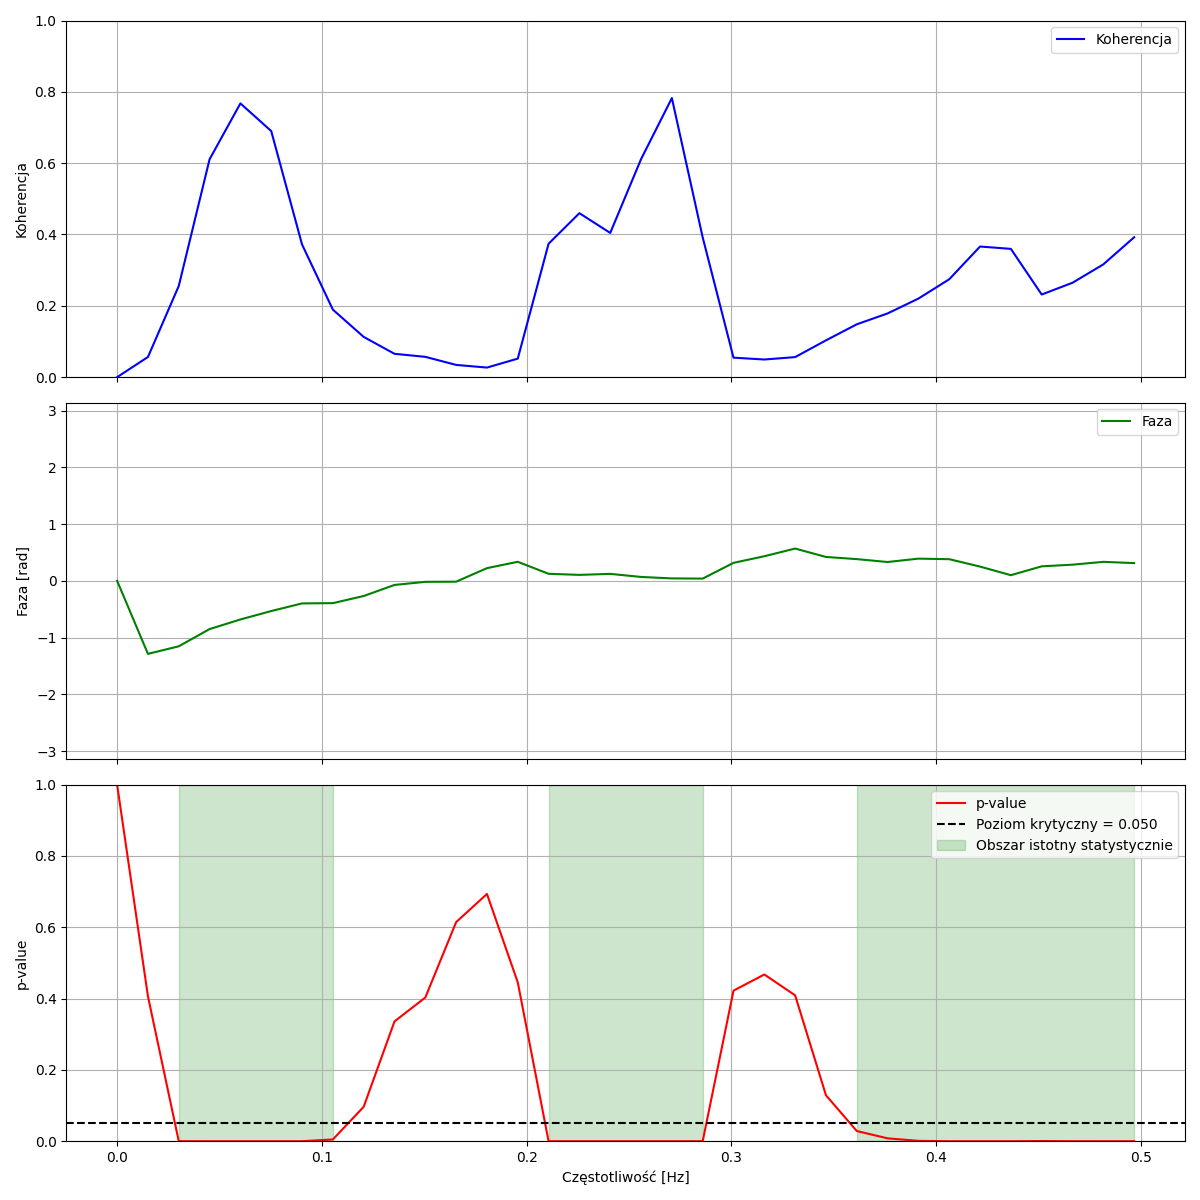 1.0
0.8
0.6
0.4
0.2
0.0
Koherencja
Koherencja
3
2
1
0
−1
−2
−3
Faza [rad]
Faza
1.0
0.8
0.6
0.4
0.2
0.0
p-value
p-value
Poziom krytyczny = 0.050
Obszar istotny statystycznie
0.0 0.1 0.2 0.3 0.4 0.5
Częstotliwość [Hz]